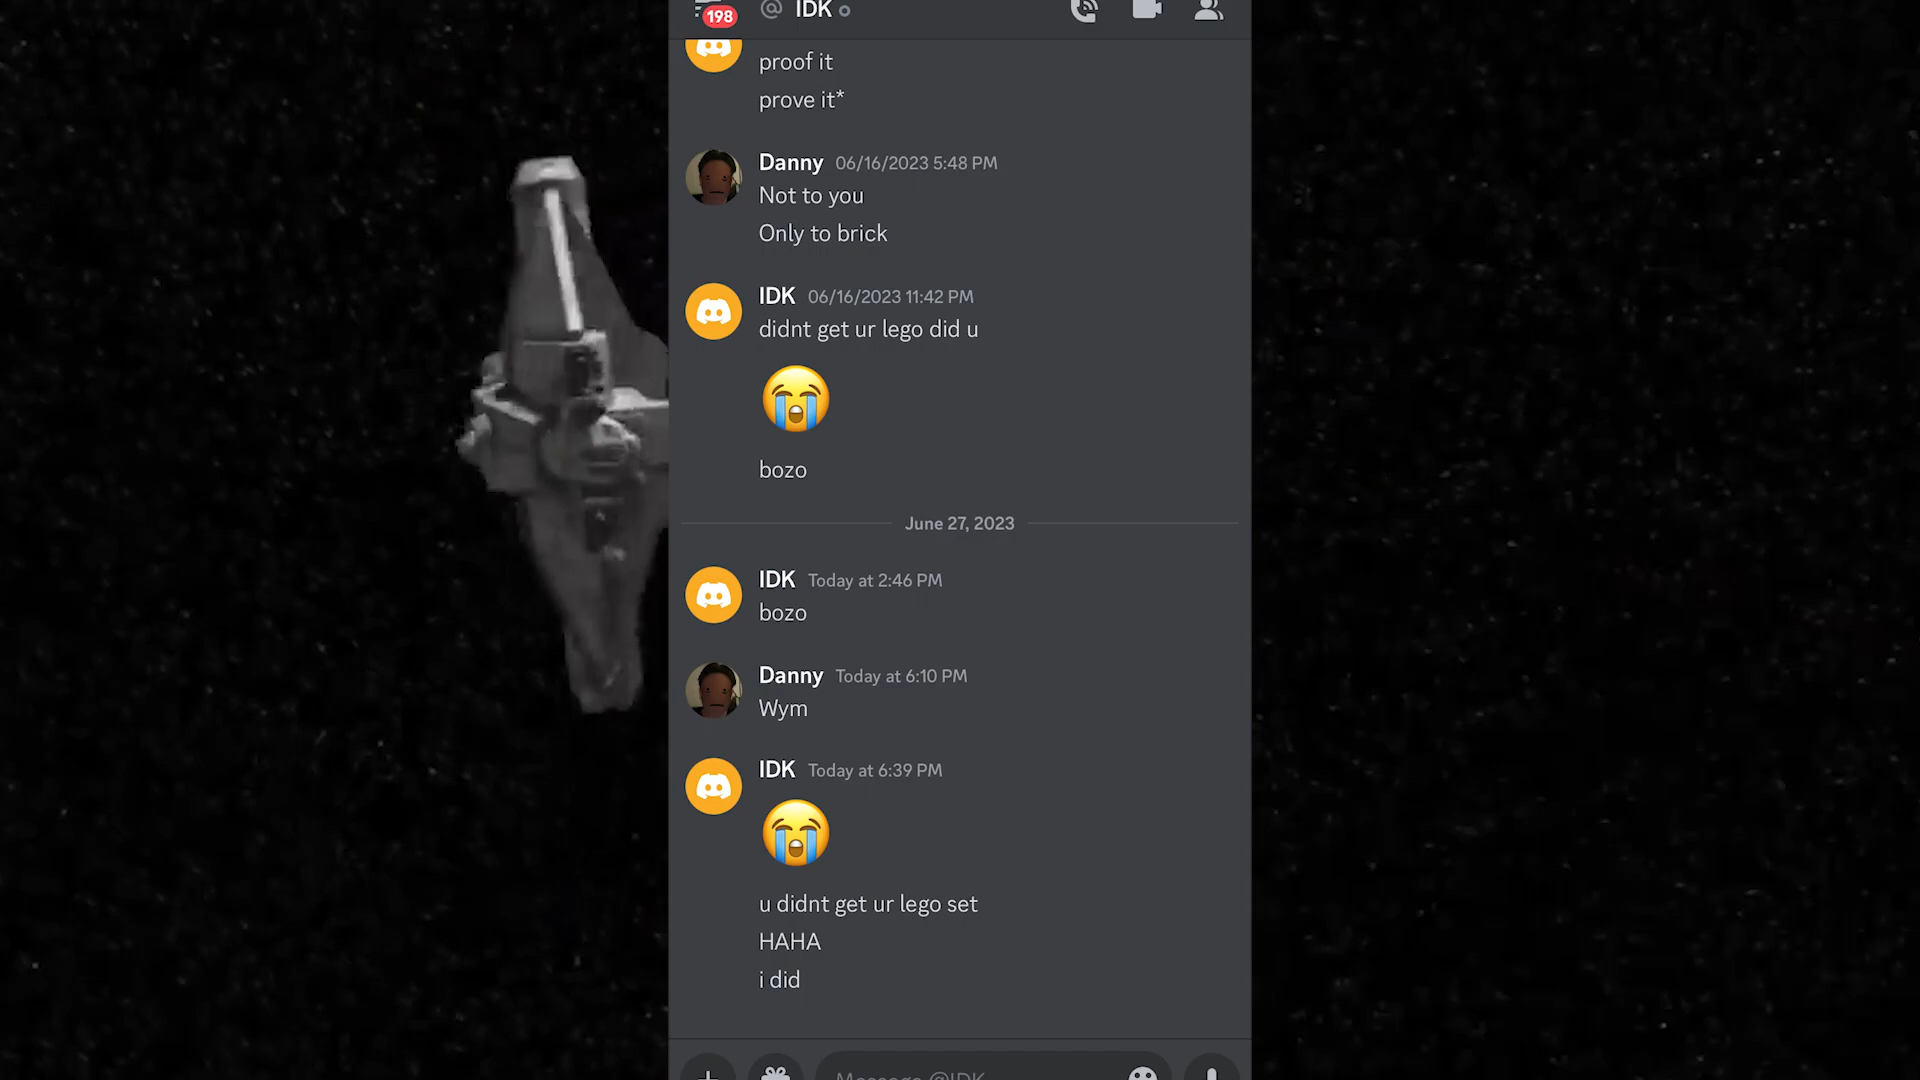 198
@ IDK
proof it
prove it*
Danny 06/16/2023 5:48 PM
Not to you
Only to brick
IDK 06/16/2023 11:42 PM
didnt get ur lego did u
😭
bozo
June 27, 2023
IDK Today at 2:46 PM
bozo
Danny Today at 6:10 PM
Wym
IDK Today at 6:39 PM
😭
u didnt get ur lego set
HAHA
i did
Message @IDK